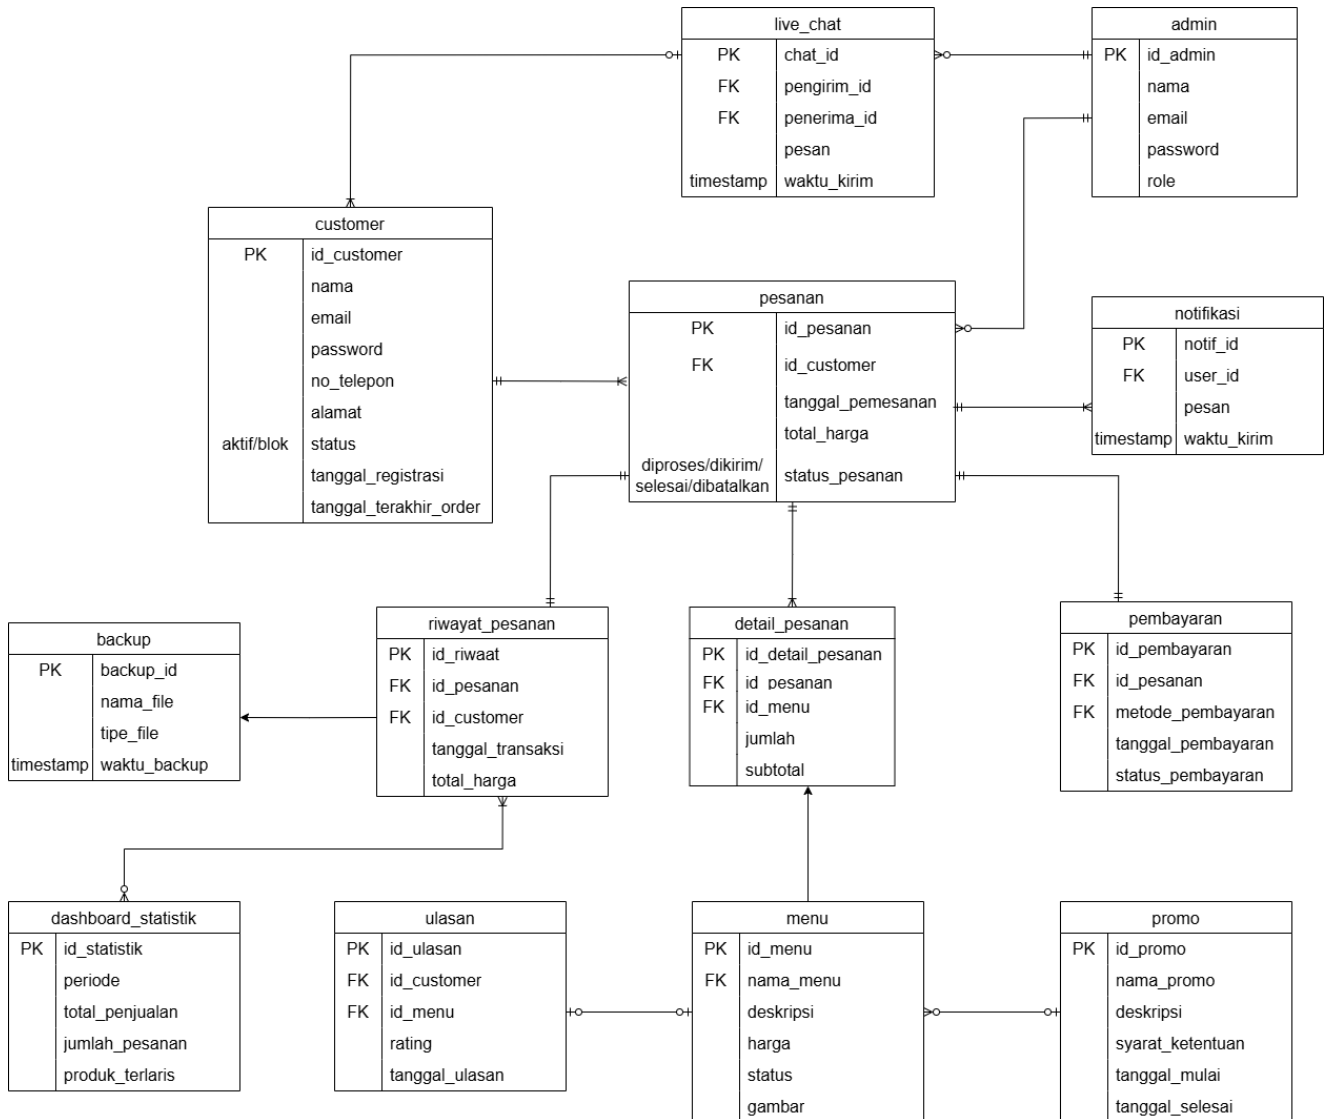 live_chat
PK chat_id
FK pengirim_id
FK penerima_id
pesan
timestamp waktu_kirim
admin
PK id_admin
nama
email
password
role
customer
PK id_customer
nama
email
password
no_telepon
alamat
aktif/blok status
tanggal_registrasi
tanggal_terakhir_order
pesanan
PK id_pesanan
FK id_customer
tanggal_pemesanan
total_harga
diproses/dikirim/
selesai/dibatalkan status_pesanan
notifikasi
PK notif_id
FK user_id
pesan
timestamp waktu_kirim
backup
PK backup_id
nama_file
tipe_file
timestamp waktu_backup
riwayat_pesanan
PK id_riwaat
FK id_pesanan
FK id_customer
tanggal_transaksi
total_harga
detail_pesanan
PK id_detail_pesanan
FK id_pesanan
FK id_menu
jumlah
subtotal
pembayaran
PK id_pembayaran
FK id_pesanan
FK metode_pembayaran
tanggal_pembayaran
status_pembayaran
dashboard_statistik
PK id_statistik
periode
total_penjualan
jumlah_pesanan
produk_terlaris
ulasan
PK id_ulasan
FK id_customer
FK id_menu
rating
tanggal_ulasan
menu
PK id_menu
FK nama_menu
deskripsi
harga
status
gambar
promo
PK id_promo
nama_promo
deskripsi
syarat_ketentuan
tanggal_mulai
tanggal_selesai